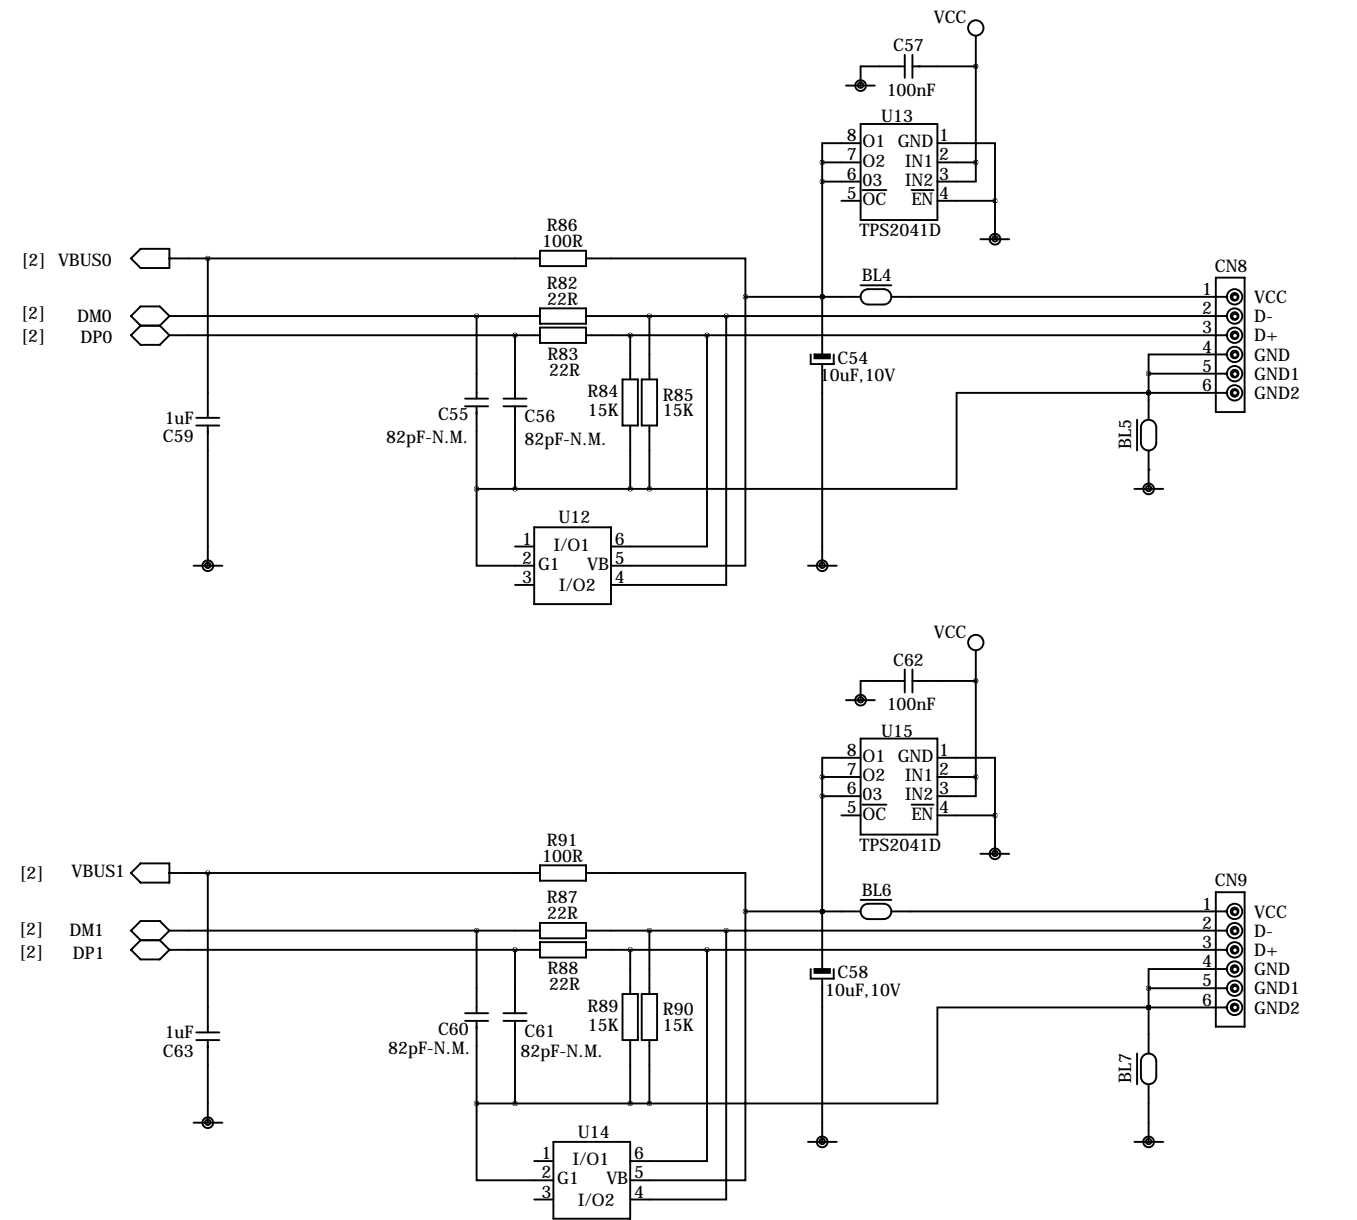 VCC
C57
100nF
U13
8 O1 GND 1
7 O2 IN1 2
6 03 IN2 3
5 OC EN 4
TPS2041D
R86
100R
[2] VBUS0
R82
22R
[2] DM0
[2] DP0
R83
22R
BL4
CN8
1 VCC
2 D-
3 D+
4 GND
5 GND1
6 GND2
C54
10uF,10V
R84
15K
R85
15K
C55
82pF-N.M.
C56
82pF-N.M.
1uF
C59
BL5
U12
1 I/O1 6
2 G1 VB 5
3 I/O2 4
VCC
C62
100nF
U15
8 O1 GND 1
7 O2 IN1 2
6 03 IN2 3
5 OC EN 4
TPS2041D
R91
100R
[2] VBUS1
R87
22R
[2] DM1
[2] DP1
R88
22R
BL6
CN9
1 VCC
2 D-
3 D+
4 GND
5 GND1
6 GND2
C58
10uF,10V
R89
15K
R90
15K
C60
82pF-N.M.
C61
82pF-N.M.
1uF
C63
BL7
U14
1 I/O1 6
2 G1 VB 5
3 I/O2 4